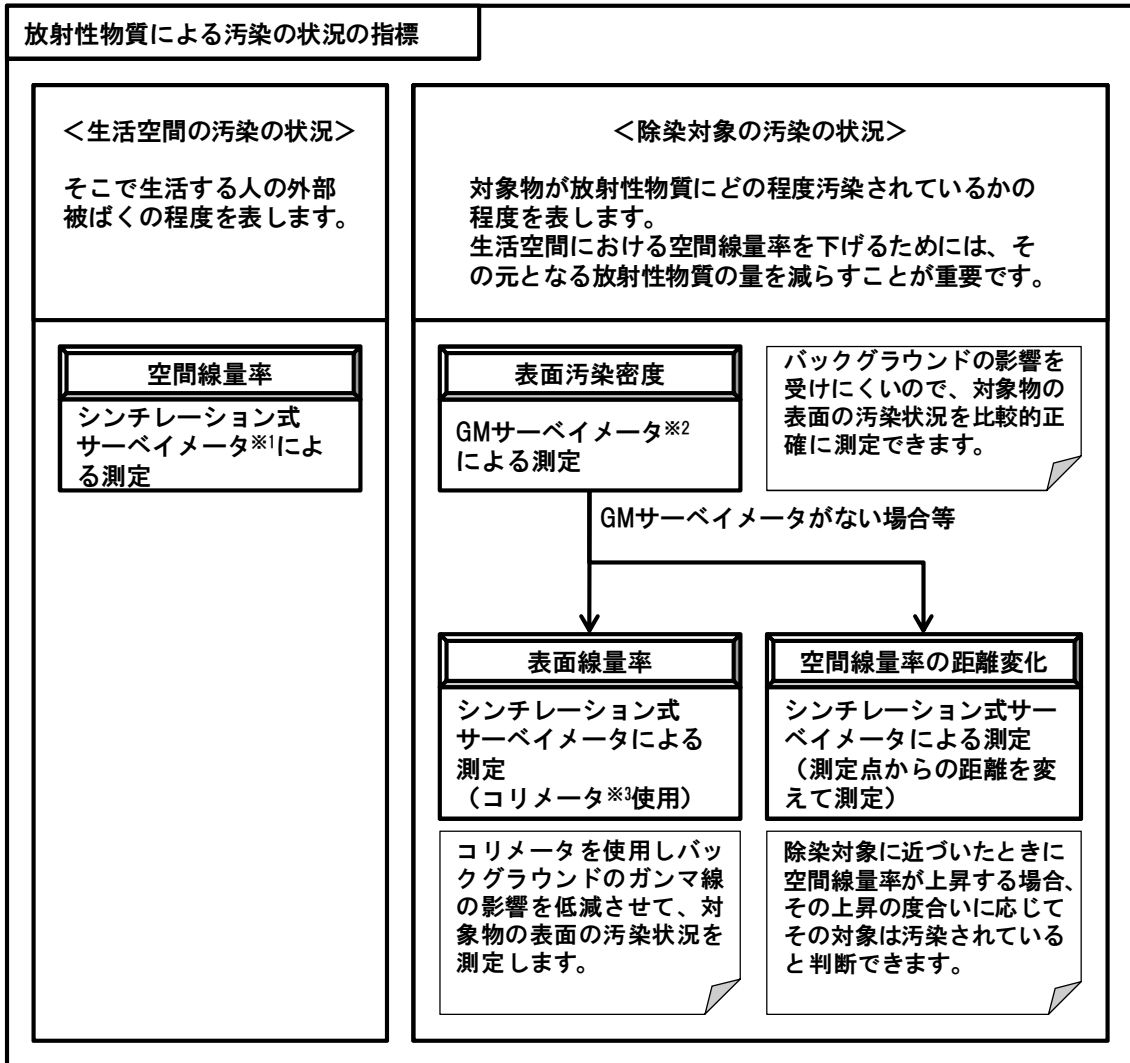 放射性物質による汚染の状況の指標
＜生活空間の汚染の状況＞
そこで生活する人の外部
被ばくの程度を表します。
＜除染対象の汚染の状況＞
対象物が放射性物質にどの程度汚染されているかの
程度を表します。
生活空間における空間線量率を下げるためには、そ
の元となる放射性物質の量を減らすことが重要です。
空間線量率
シンチレーション式
サーベイメータ※1によ
る測定
表面汚染密度
GMサーベイメータ※2
による測定
バックグラウンドの影響を
受けにくいので、対象物の
表面の汚染状況を比較的正
確に測定できます。
GMサーベイメータがない場合等
表面線量率
シンチレーション式
サーベイメータによる
測定
（コリメータ※3使用）
コリメータを使用しバッ
クグラウンドのガンマ線
の影響を低減させて、対
象物の表面の汚染状況を
測定します。
空間線量率の距離変化
シンチレーション式サー
ベイメータによる測定
（測定点からの距離を変
えて測定）
除染対象に近づいたときに
空間線量率が上昇する場合、
その上昇の度合いに応じて
その対象は汚染されている
と判断できます。